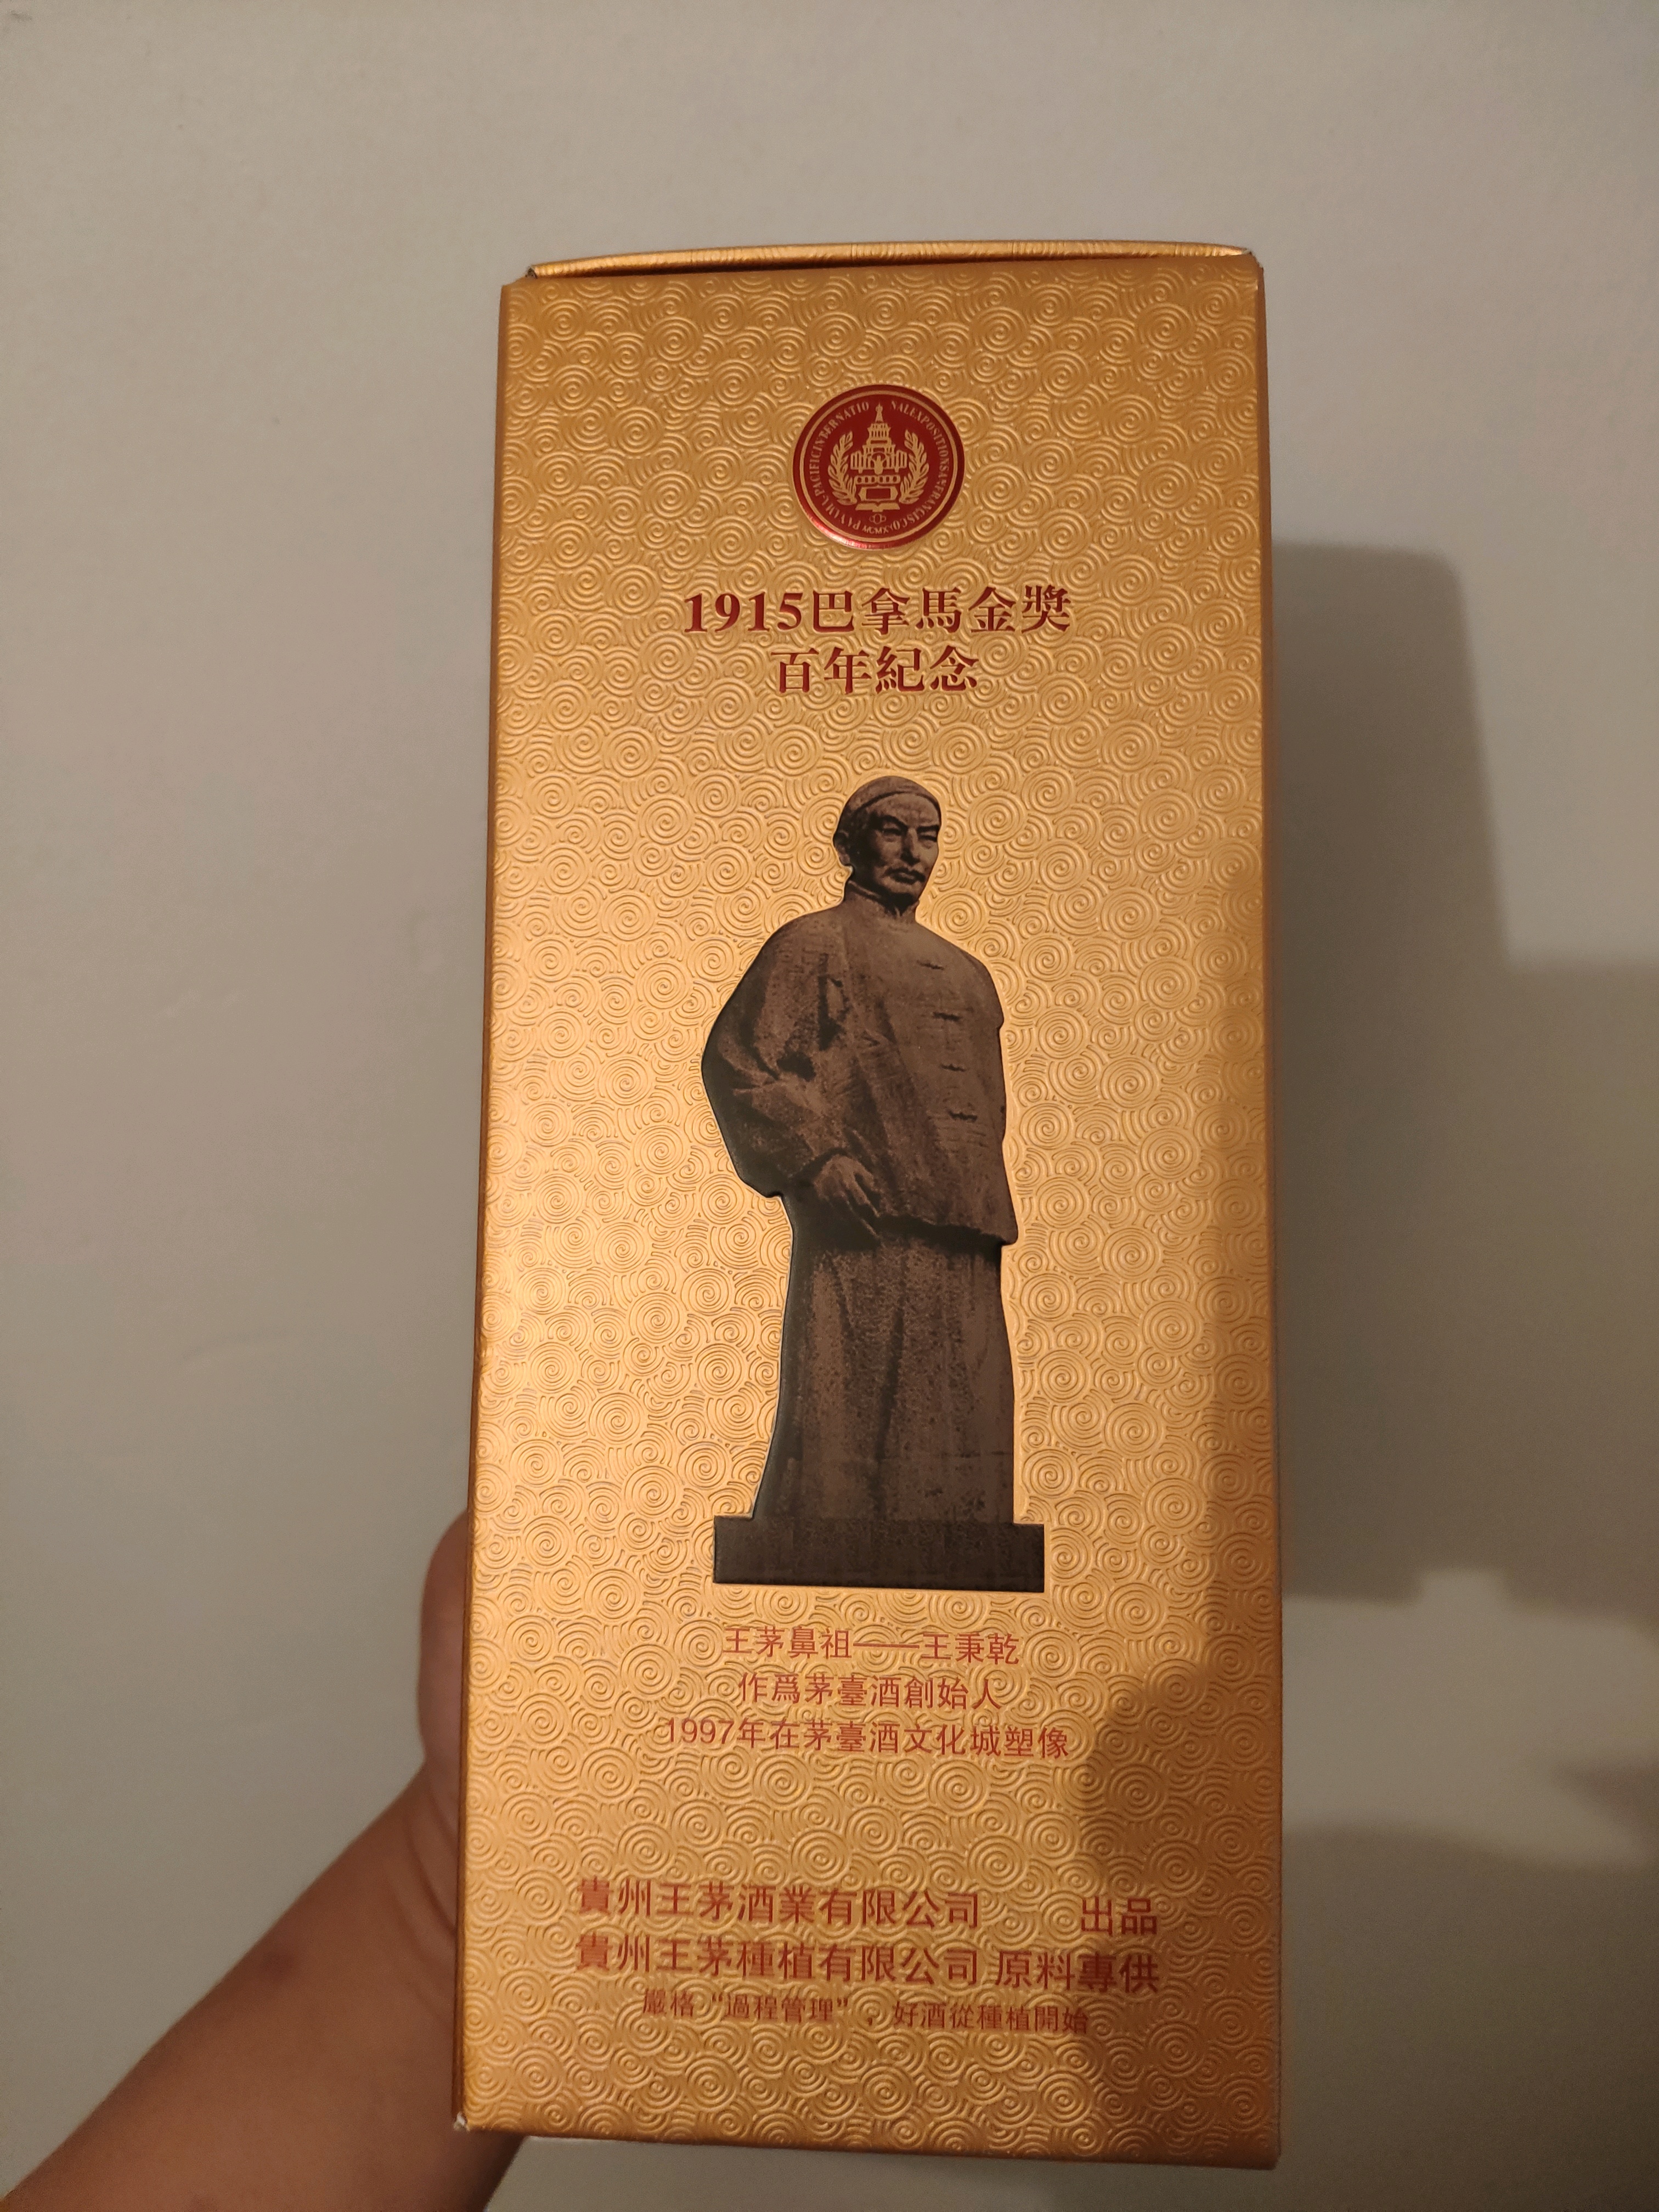 1915巴拿馬金獎
百年紀念
王茅鼻祖——王秉乾
作爲茅臺酒創始人
1997年在茅臺酒文化城塑像
貴州王茅酒業有限公司 出品
貴州王茅種植有限公司 原料專供
嚴格“過程管理”，好酒從種植開始